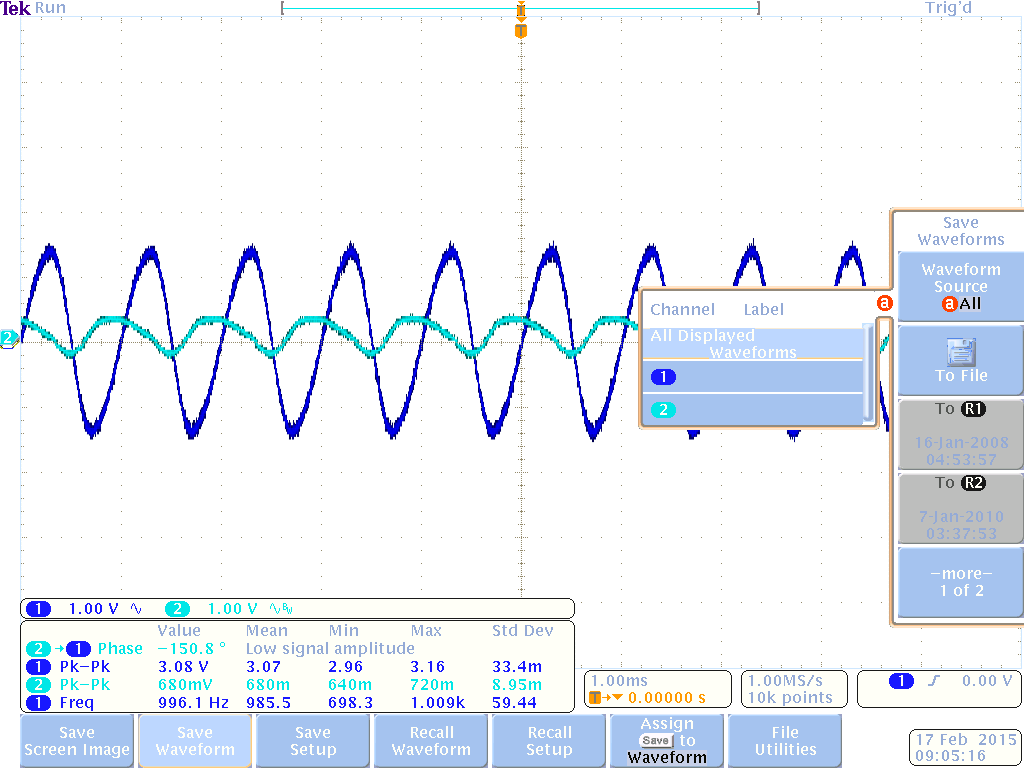 Tek Run Trig'd
T
T
2
Save
Waveforms
Waveform
Source
a All
To File
To R1
16-Jan-2008
04:53:57
To R2
7-Jan-2010
03:37:53
-more-
1 of 2
Channel Label a
All Displayed
Waveforms
1
2
1 1.00 V 2 1.00 V BW
Value Mean Min Max Std Dev
2 → 1 Phase -150.8 ° Low signal amplitude
1 Pk-Pk 3.08 V 3.07 2.96 3.16 33.4m
2 Pk-Pk 680mV 680m 640m 720m 8.95m
1 Freq 996.1 Hz 985.5 698.3 1.009k 59.44
1.00ms
T→▼ 0.00000 s
1.00MS/s
10k points
1 0.00 V
Save
Screen Image
Save
Waveform
Save
Setup
Recall
Waveform
Recall
Setup
Assign
Save to
Waveform
File
Utilities
17 Feb 2015
09:05:16